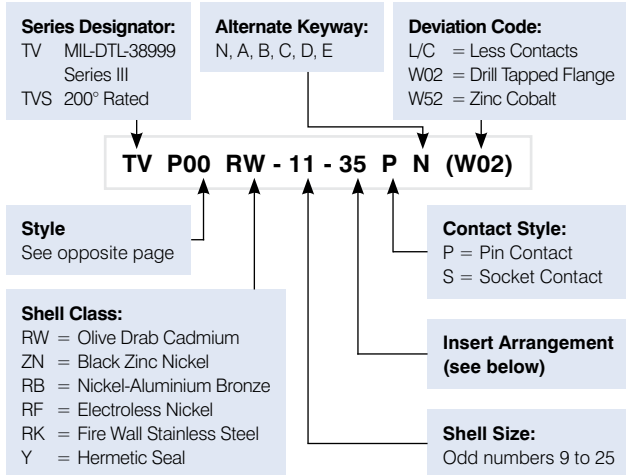 Series Designator:
TV MIL-DTL-38999
Series III
TVS 200° Rated
Alternate Keyway:
N, A, B, C, D, E
Deviation Code:
L/C = Less Contacts
W02 = Drill Tapped Flange
W52 = Zinc Cobalt
TV P00 RW - 11 - 35 P N (W02)
Style
See opposite page
Contact Style:
P = Pin Contact
S = Socket Contact
Shell Class:
RW = Olive Drab Cadmium
ZN = Black Zinc Nickel
RB = Nickel-Aluminium Bronze
RF = Electroless Nickel
RK = Fire Wall Stainless Steel
Y = Hermetic Seal
Insert Arrangement
(see below)
Shell Size:
Odd numbers 9 to 25